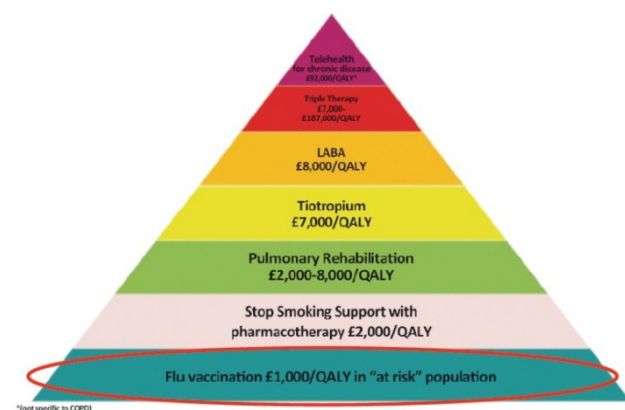 Telehealth
for chronic disease
£92,000/QALY*
Triple Therapy
£7,000-
£187,000/QALY
LABA
£8,000/QALY
Tiotropium
£7,000/QALY
Pulmonary Rehabilitation
£2,000-8,000/QALY
Stop Smoking Support with
pharmacotherapy £2,000/QALY
Flu vaccination £1,000/QALY in “at risk” population
*(not specific to COPD)